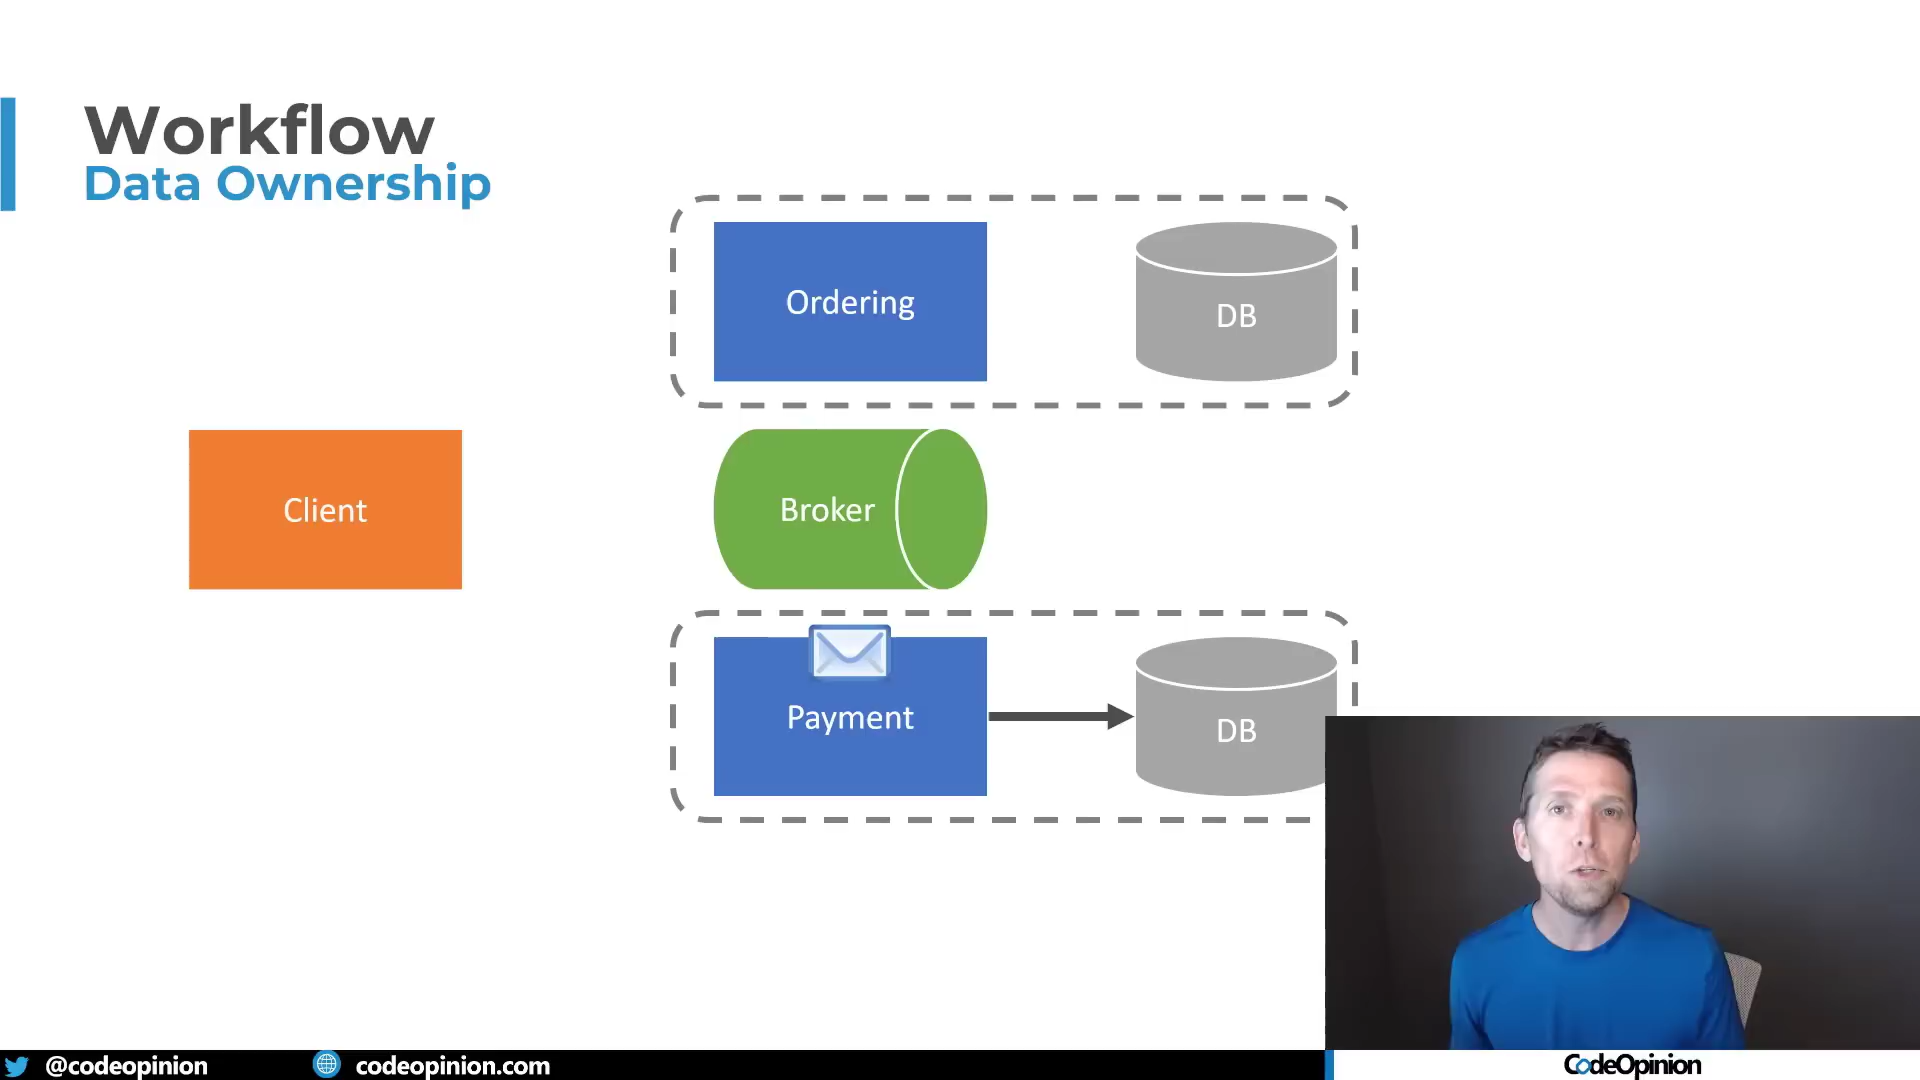 Workflow
Data Ownership
Ordering
DB
Client
Broker
Payment
DB
@codeopinion
codeopinion.com
CodeOpinion